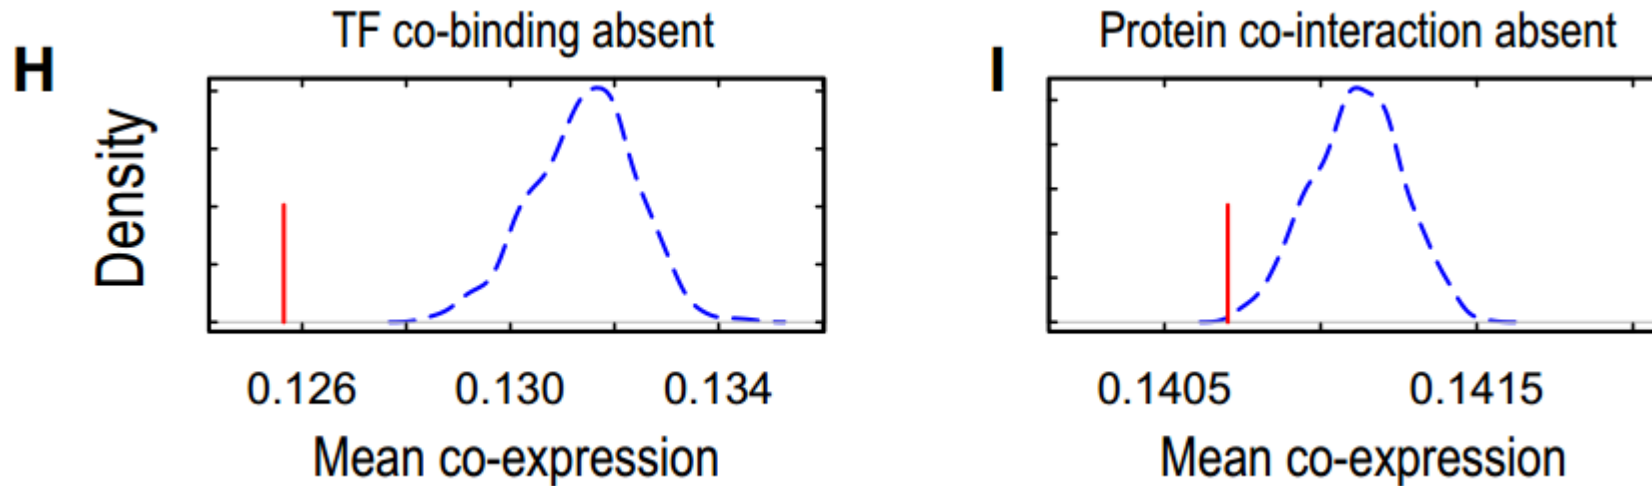 H
TF co-binding absent
Density
0.126 0.130 0.134
Mean co-expression
I
Protein co-interaction absent
0.1405 0.1415
Mean co-expression